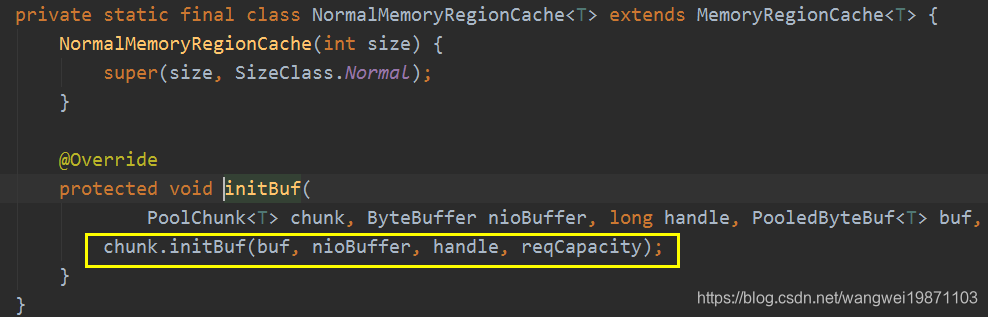 private static final class NormalMemoryRegionCache<T> extends MemoryRegionCache<T> {
NormalMemoryRegionCache(int size) {
super(size, SizeClass.Normal);
}
@Override
protected void initBuf(
PoolChunk<T> chunk, ByteBuffer nioBuffer, long handle, PooledByteBuf<T> buf,
chunk.initBuf(buf, nioBuffer, handle, reqCapacity);
}
}
https://blog.csdn.net/wangwei19871103